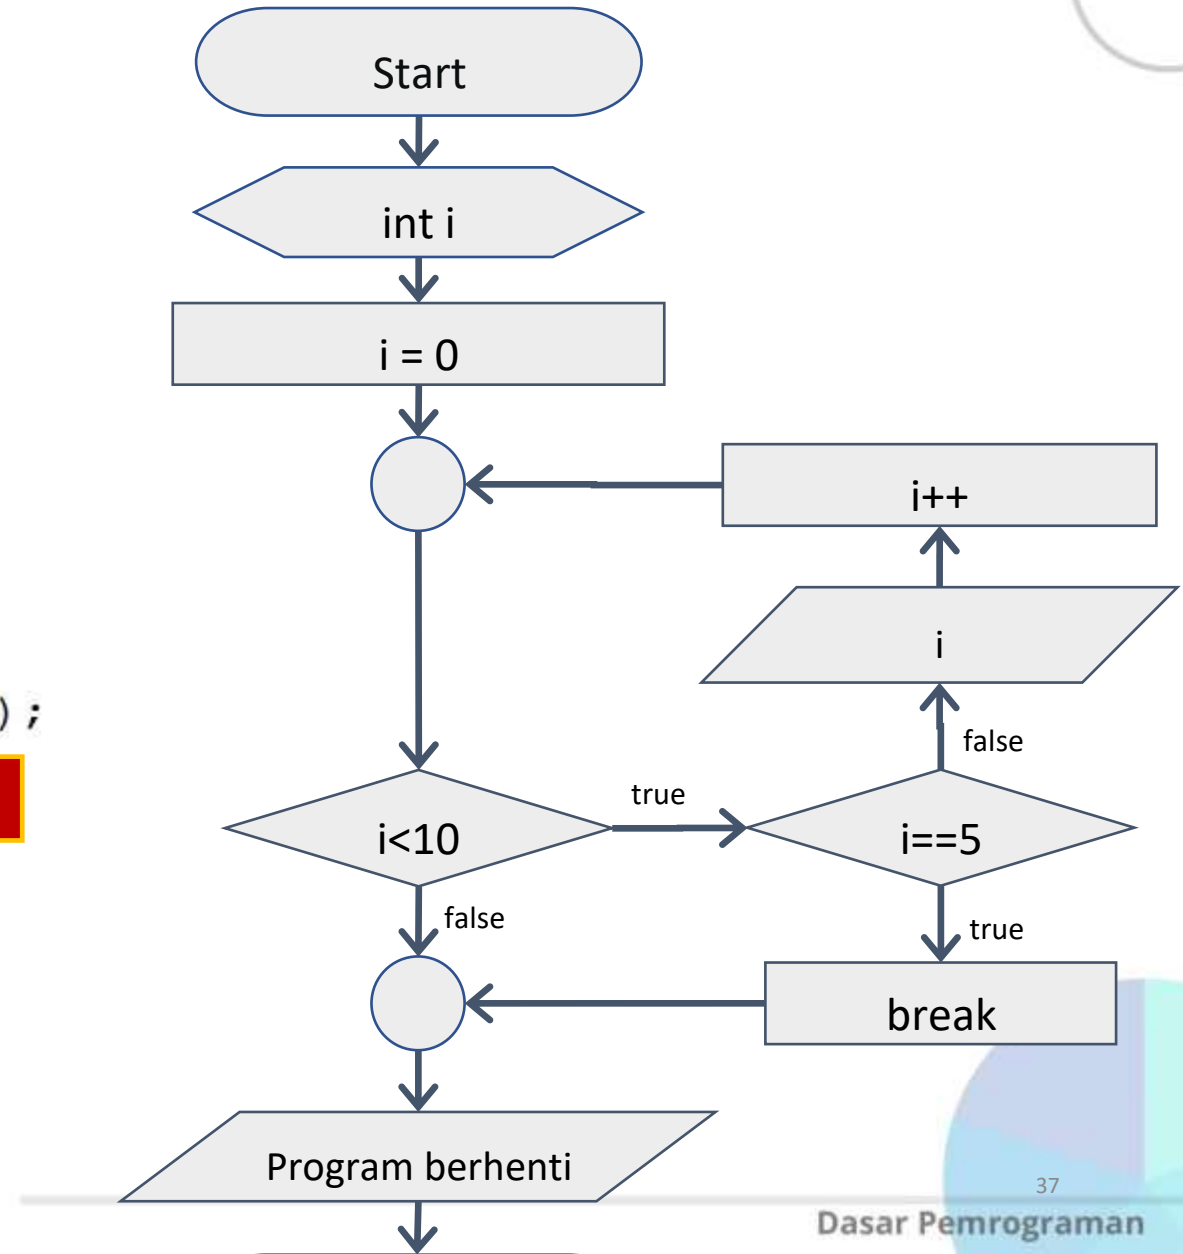 Start
int i
i = 0
i++
i
);
false
true
i<10
i==5
false
true
break
Program berhenti
37
Dasar Pemrograman